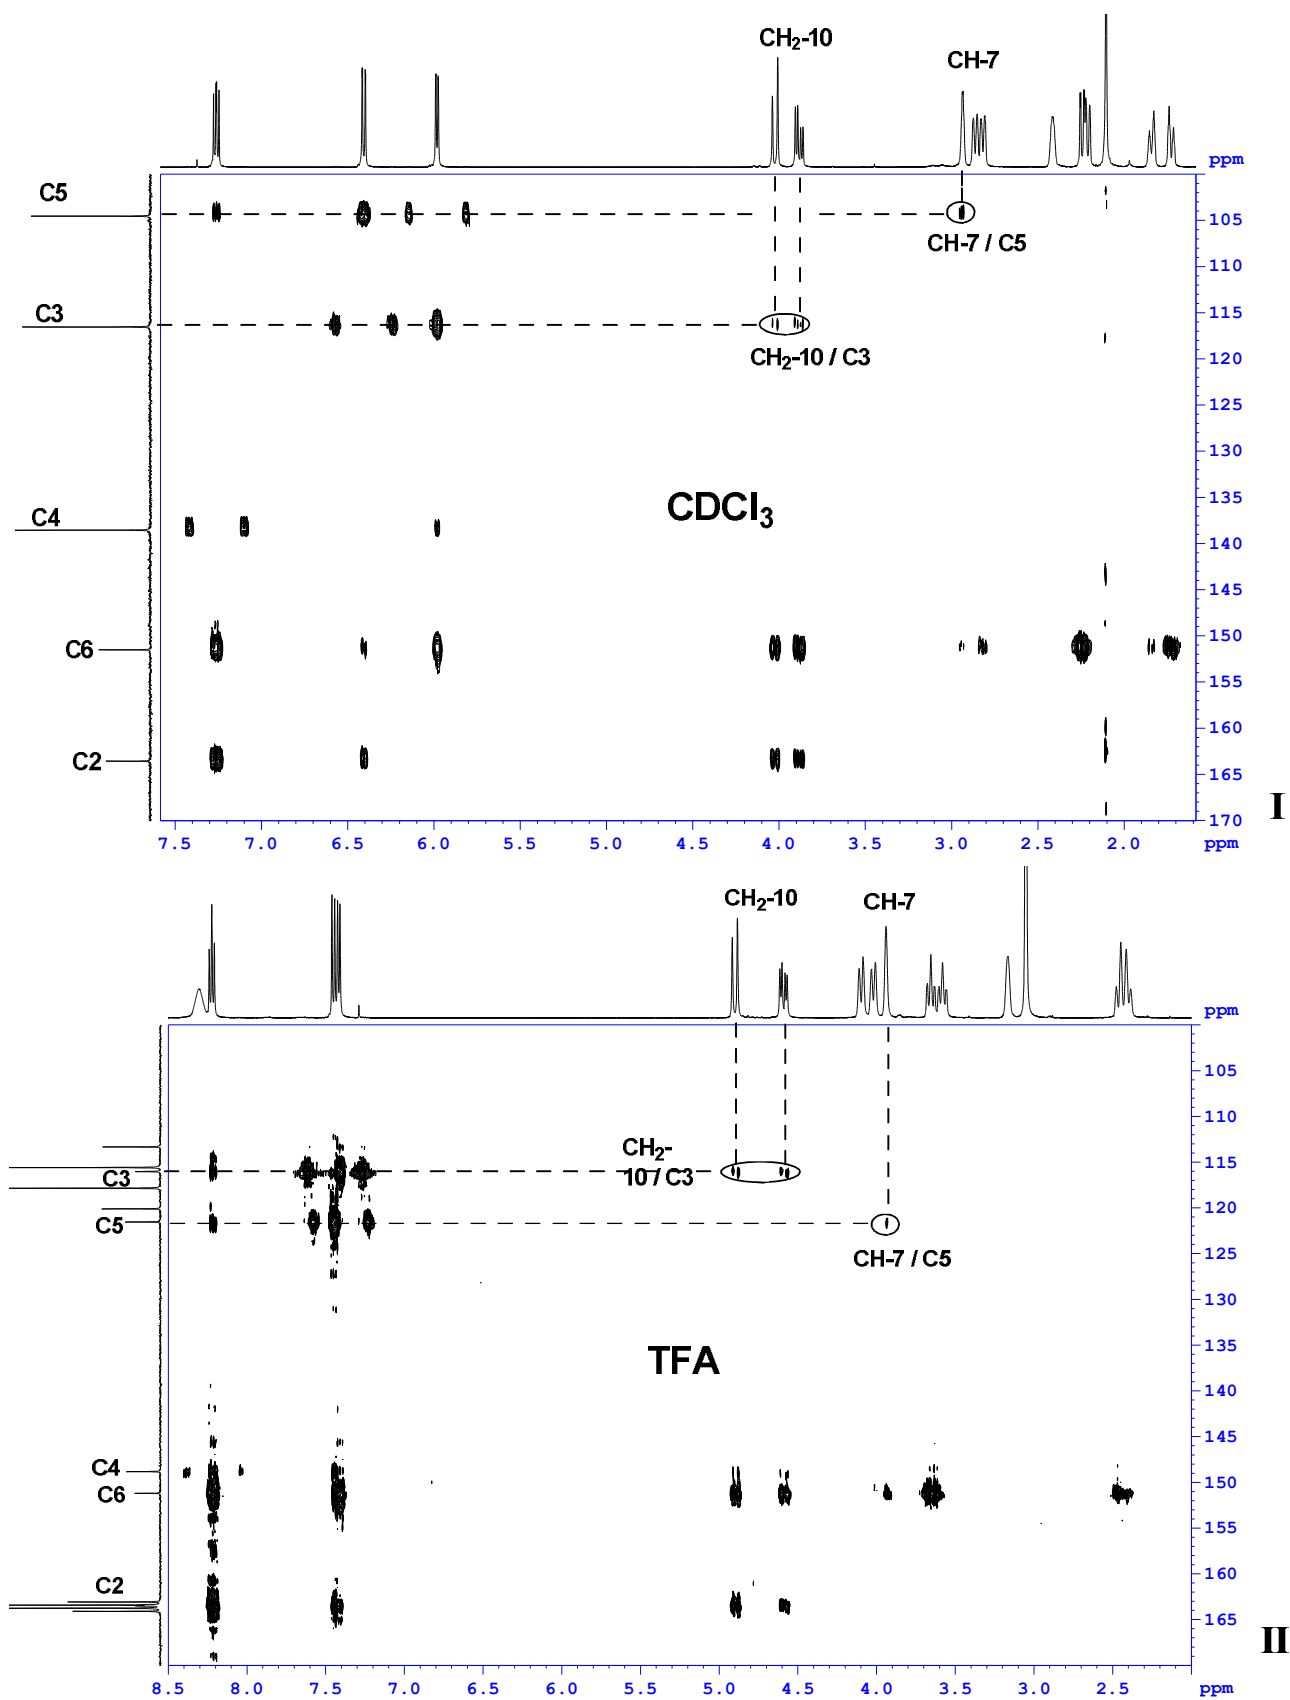 CH₂-10
CH-7
ppm
C5
105
CH-7 / C5
110
C3
115
CH₂-10 / C3
120
125
130
CDCl₃
135
C4
140
145
C6
150
155
160
C2
165
I
170
7.5 7.0 6.5 6.0 5.5 5.0 4.5 4.0 3.5 3.0 2.5 2.0 ppm
CH₂-10
CH-7
ppm
105
110
CH₂-
10 / C3
115
C3
120
C5
CH-7 / C5
125
130
TFA
135
140
145
C4
C6
150
155
C2
160
165
II
8.5 8.0 7.5 7.0 6.5 6.0 5.5 5.0 4.5 4.0 3.5 3.0 2.5 ppm